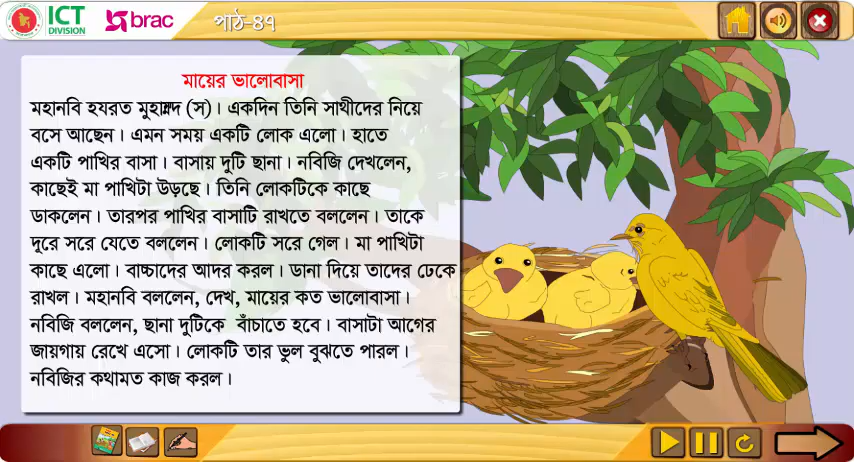 ICT
DIVISION
brac
পাঠ-৪৭
মায়ের ভালোবাসা
মহানবি হযরত মুহাম্মদ (স)। একদিন তিনি সাথীদের নিয়ে
বসে আছেন। এমন সময় একটি লোক এলো। হাতে
একটি পাখির বাসা। বাসায় দুটি ছানা। নবিজি দেখলেন,
কাছেই মা পাখিটা উড়ছে। তিনি লোকটিকে কাছে
ডাকলেন। তারপর পাখির বাসাটি রাখতে বললেন। তাকে
দূরে সরে যেতে বললেন। লোকটি সরে গেল। মা পাখিটা
কাছে এলো। বাচ্চাদের আদর করল। ডানা দিয়ে তাদের ঢেকে
রাখল। মহানবি বললেন, দেখ, মায়ের কত ভালোবাসা।
নবিজি বললেন, ছানা দুটিকে বাঁচাতে হবে। বাসাটা আগের
জায়গায় রেখে এসো। লোকটি তার ভুল বুঝতে পারল।
নবিজির কথামত কাজ করল।